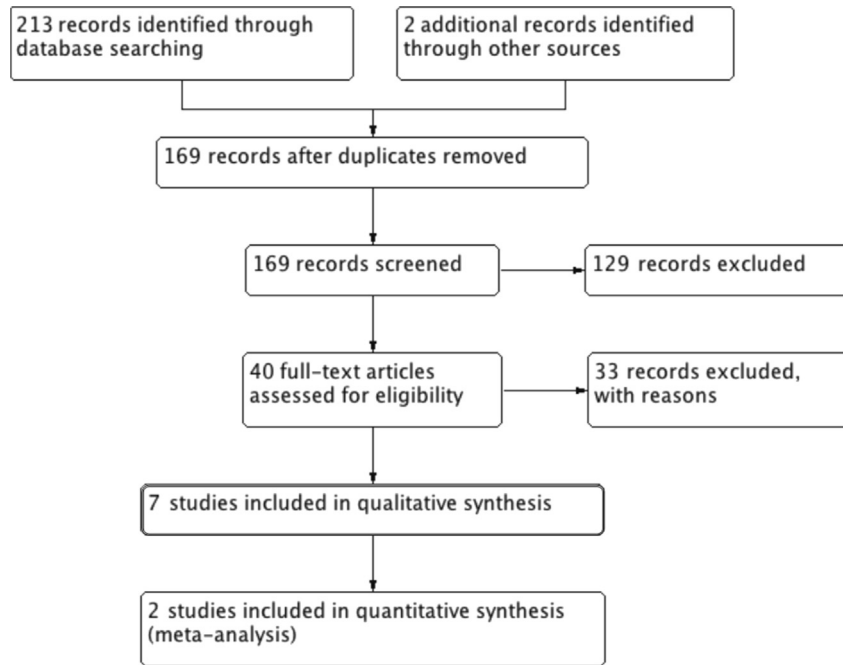 213 records identified through
database searching
2 additional records identified
through other sources
169 records after duplicates removed
169 records screened
129 records excluded
40 full-text articles
assessed for eligibility
33 records excluded,
with reasons
7 studies included in qualitative synthesis
2 studies included in quantitative synthesis
(meta-analysis)